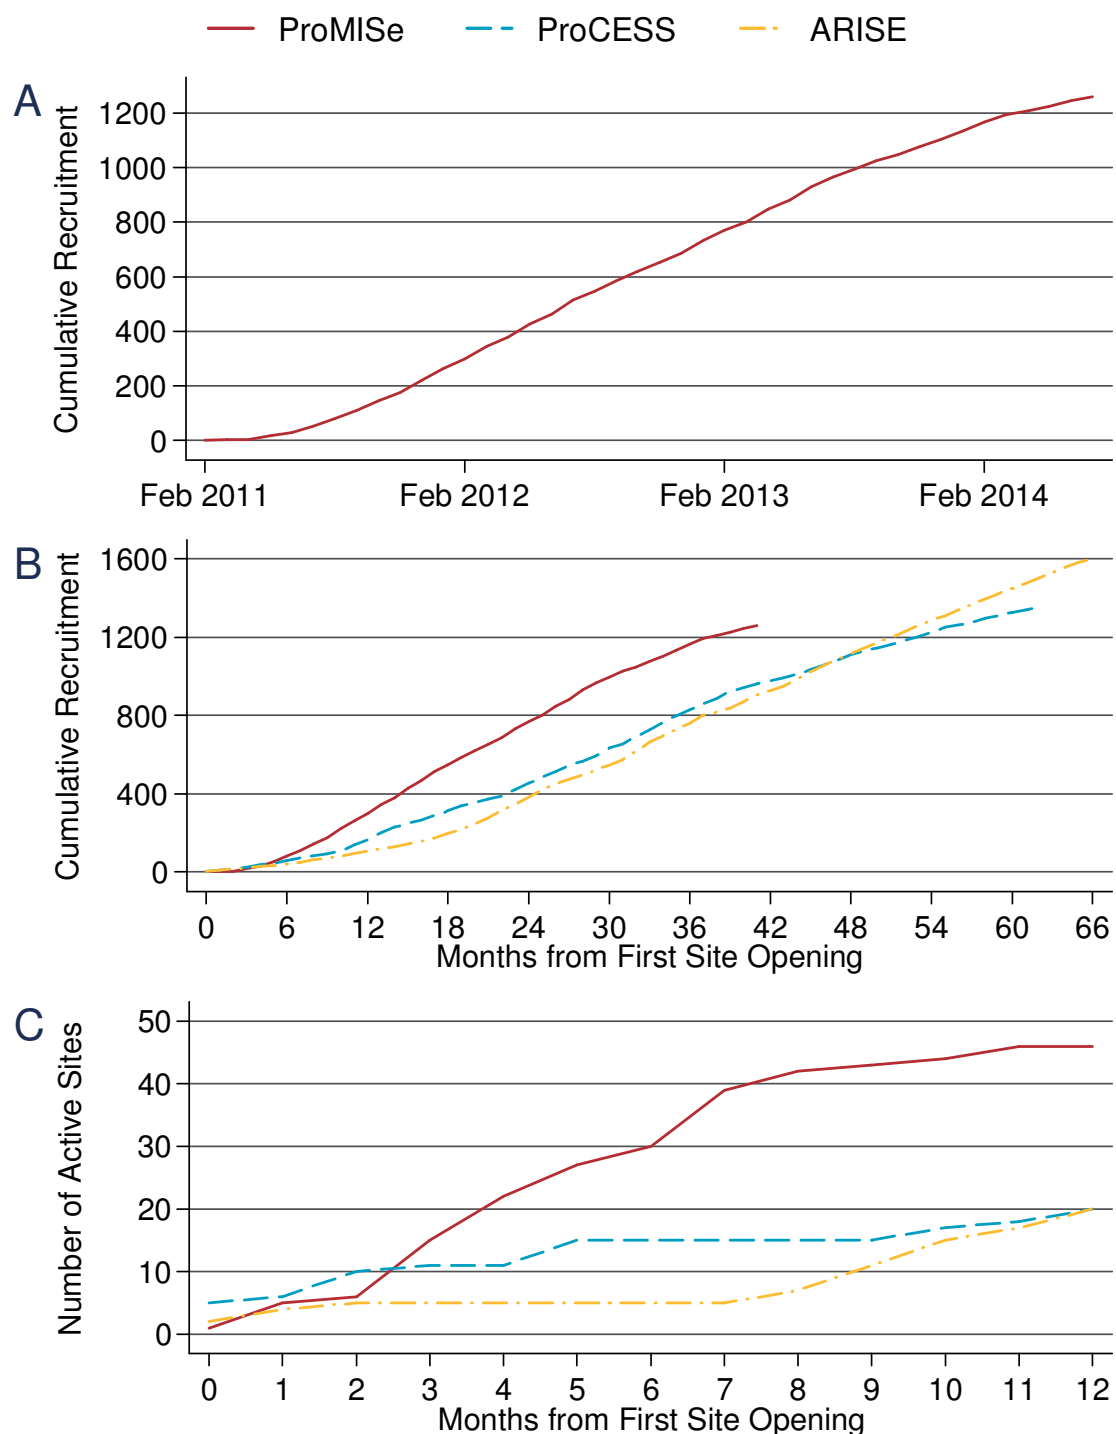 ProMISe ProCESS ARISE
A
Cumulative Recruitment
1200
1000
800
600
400
200
0
Feb 2011 Feb 2012 Feb 2013 Feb 2014
B
Cumulative Recruitment
1600
1200
800
400
0
0 6 12 18 24 30 36 42 48 54 60 66
Months from First Site Opening
C
Number of Active Sites
50
40
30
20
10
0
0 1 2 3 4 5 6 7 8 9 10 11 12
Months from First Site Opening